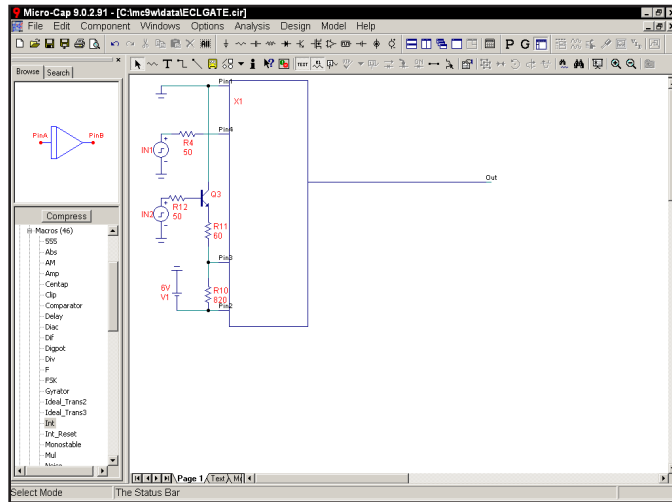 Micro-Cap 9.0.2.91 - [C:\mc9w\data\ECLGATE.cir]
File Edit Component Windows Options Analysis Design Model Help
P G
Browse Search
T TEXT
PinA PinB
Compress
Macros (46)
555
Abs
AM
Amp
Centap
Clip
Comparator
Delay
Diac
Dif
Digpot
Div
F
FSK
Gyrator
Ideal_Trans2
Ideal_Trans3
Int
Int_Reset
Monostable
Mul
Pin1
X1
Pin4
R4
50
IN1
Out
Q3
R12
50
IN2
R11
60
Pin3
6V
V1
R10
820
Pin2
Page 1 Text
Select Mode The Status Bar